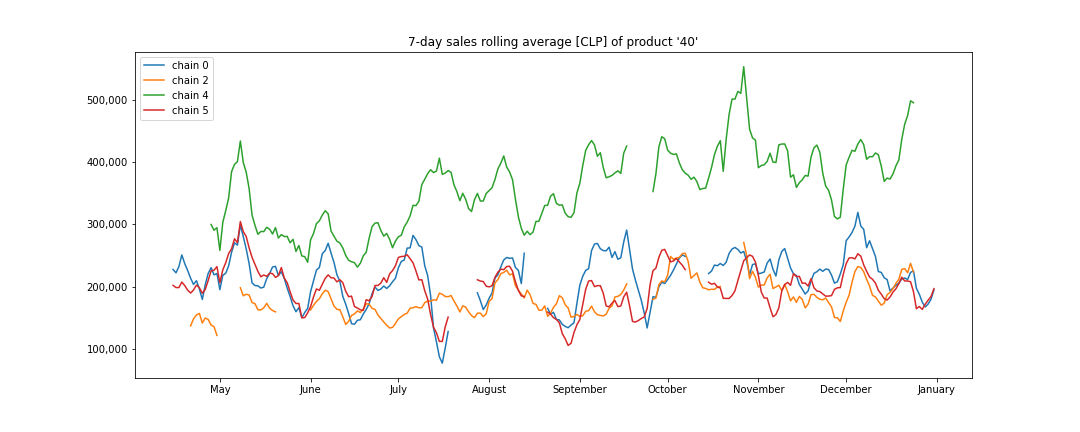 7-day sales rolling average [CLP] of product '40'
chain 0
chain 2
chain 4
chain 5
500,000
400,000
300,000
200,000
100,000
May June July August September October November December January